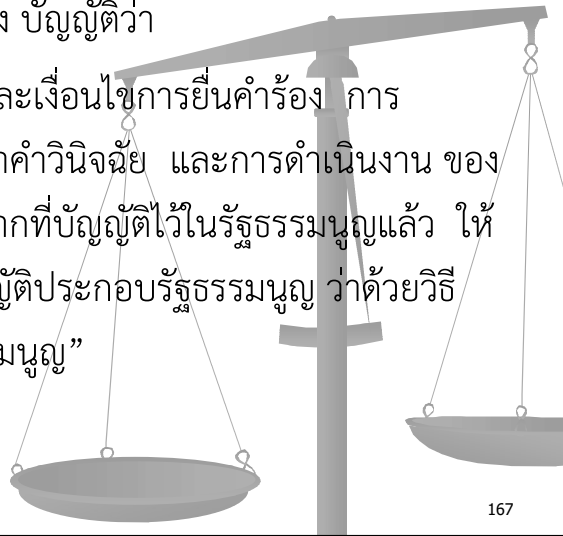 ง บัญญัติว่า
ละเงื่อนไขการยื่นคำร้อง การ
าคำวินิจฉัย และการดำเนินงาน ของ
ากที่บัญญัติไว้ในรัฐธรรมนูญแล้ว ให้
ญัติประกอบรัฐธรรมนูญ ว่าด้วยวิธี
มนูญ”
167